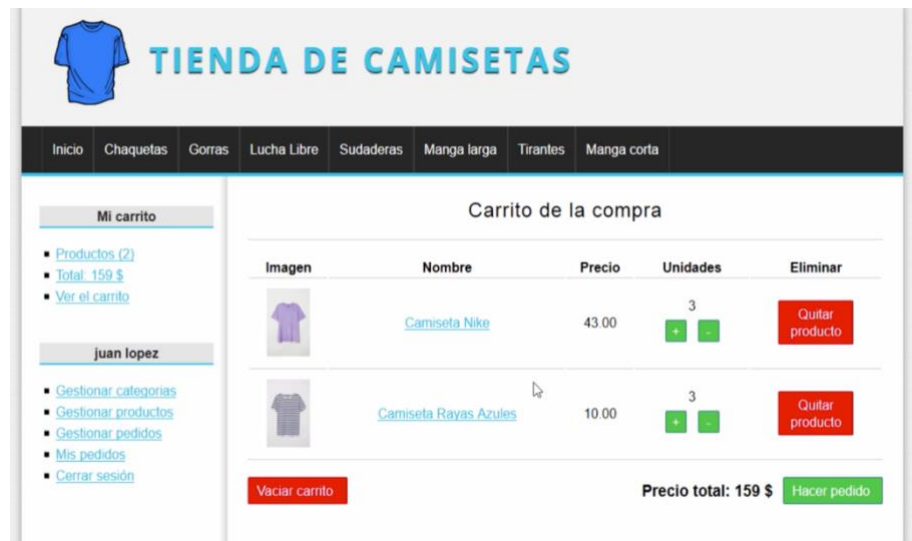 TIENDA DE CAMISETAS
Inicio Chaquetas Gorras Lucha Libre Sudaderas Manga larga Tirantes Manga corta
Mi carrito
Productos (2)
Total: 159 $
Ver el carrito
juan lopez
Gestionar categorias
Gestionar productos
Gestionar pedidos
Mis pedidos
Cerrar sesión
Carrito de la compra
Imagen Nombre Precio Unidades Eliminar
Camiseta Nike 43.00 3 + - Quitar producto
Camiseta Rayas Azules 10.00 3 + - Quitar producto
Vaciar carrito Precio total: 159 $ Hacer pedido